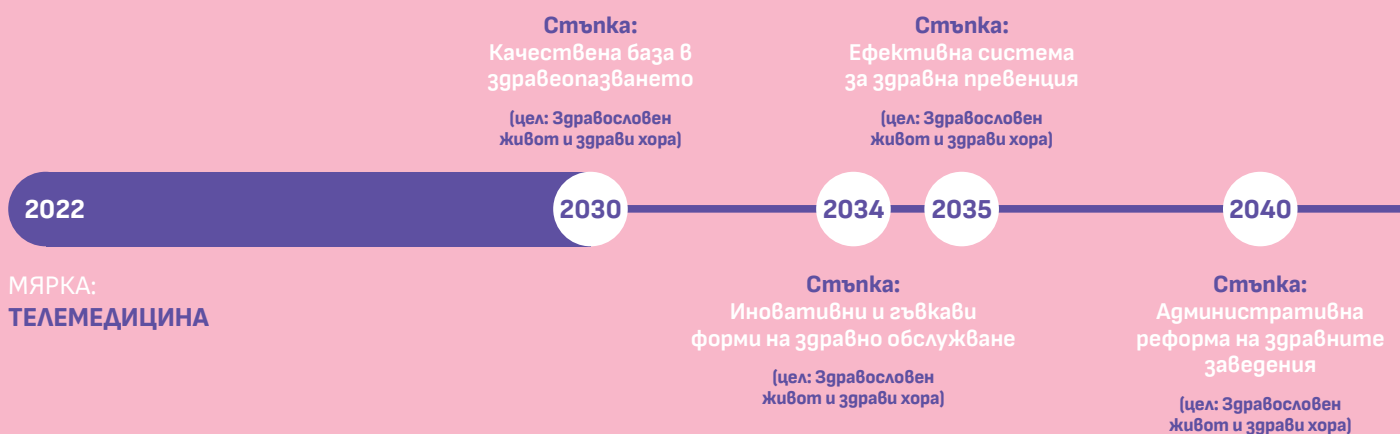 Стъпка:
Качествена база в
здравеопазването
(цел: Здравословен
живот и здрави хора)
Стъпка:
Ефективна система
за здравна превенция
(цел: Здравословен
живот и здрави хора)
2022
2030
2034
2035
2040
МЯРКА:
ТЕЛЕМЕДИЦИНА
Стъпка:
Иновативни и гъвкави
форми на здравно обслужване
(цел: Здравословен
живот и здрави хора)
Стъпка:
Административна
реформа на здравните
заведения
(цел: Здравословен
живот и здрави хора)